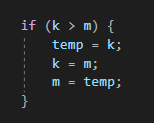 if (k > m) {
    temp = k;
    k = m;
    m = temp;
}